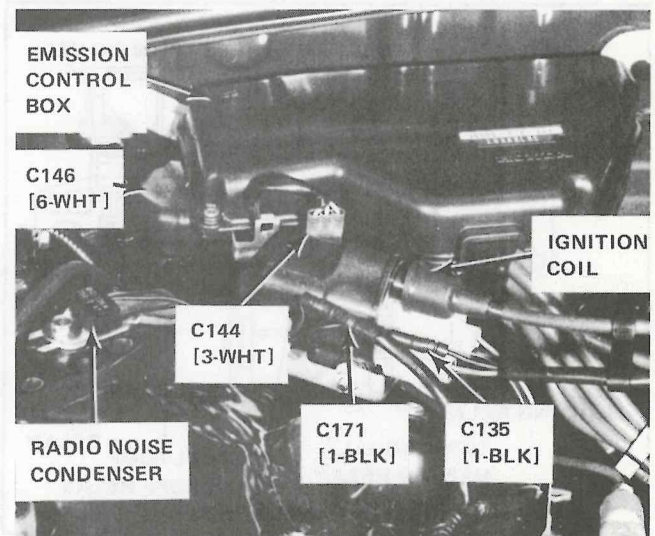 EMISSION
CONTROL
BOX
C146
[6-WHT]
IGNITION
COIL
C144
[3-WHT]
C171
[1-BLK]
C135
[1-BLK]
RADIO NOISE
CONDENSER